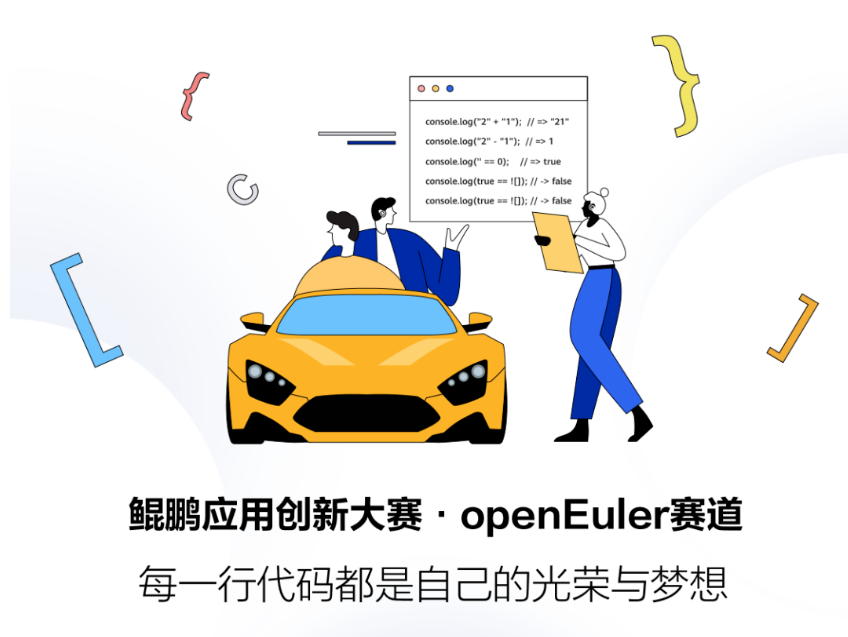 console.log("2" + "1"); // => "21"
console.log("2" - "1"); // => 1
console.log('' == 0); // => true
console.log(true == ![]); // -> false
console.log(true == ![]); // -> false
鲲鹏应用创新大赛 · openEuler赛道
每一行代码都是自己的光荣与梦想